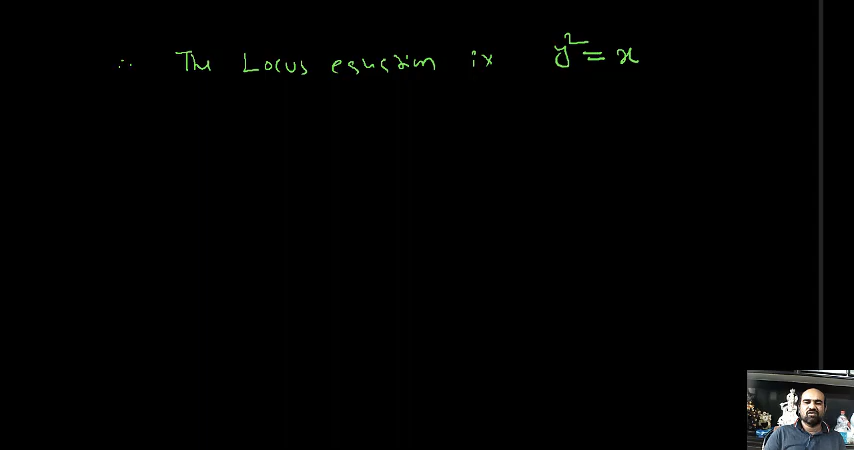 ∴ The Locus equation is y² = x